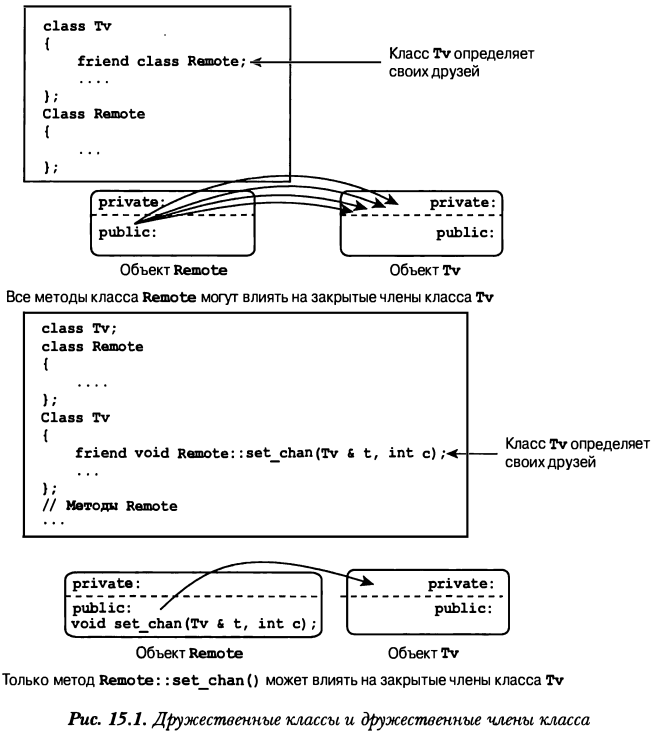 class Tv
{
friend class Remote;
....
};
Class Remote
{
...
};
Класс Tv определяет
своих друзей
private:
public:
private:
public:
Объект Remote
Объект Tv
Все методы класса Remote могут влиять на закрытые члены класса Tv
class Tv;
class Remote
{
....
};
Class Tv
{
friend void Remote::set_chan(Tv & t, int c);
...
};
// Методы Remote
...
Класс Tv определяет
своих друзей
private:
public:
void set_chan(Tv & t, int c);
private:
public:
Объект Remote
Объект Tv
Только метод Remote::set_chan() может влиять на закрытые члены класса Tv
Рис. 15.1. Дружественные классы и дружественные члены класса